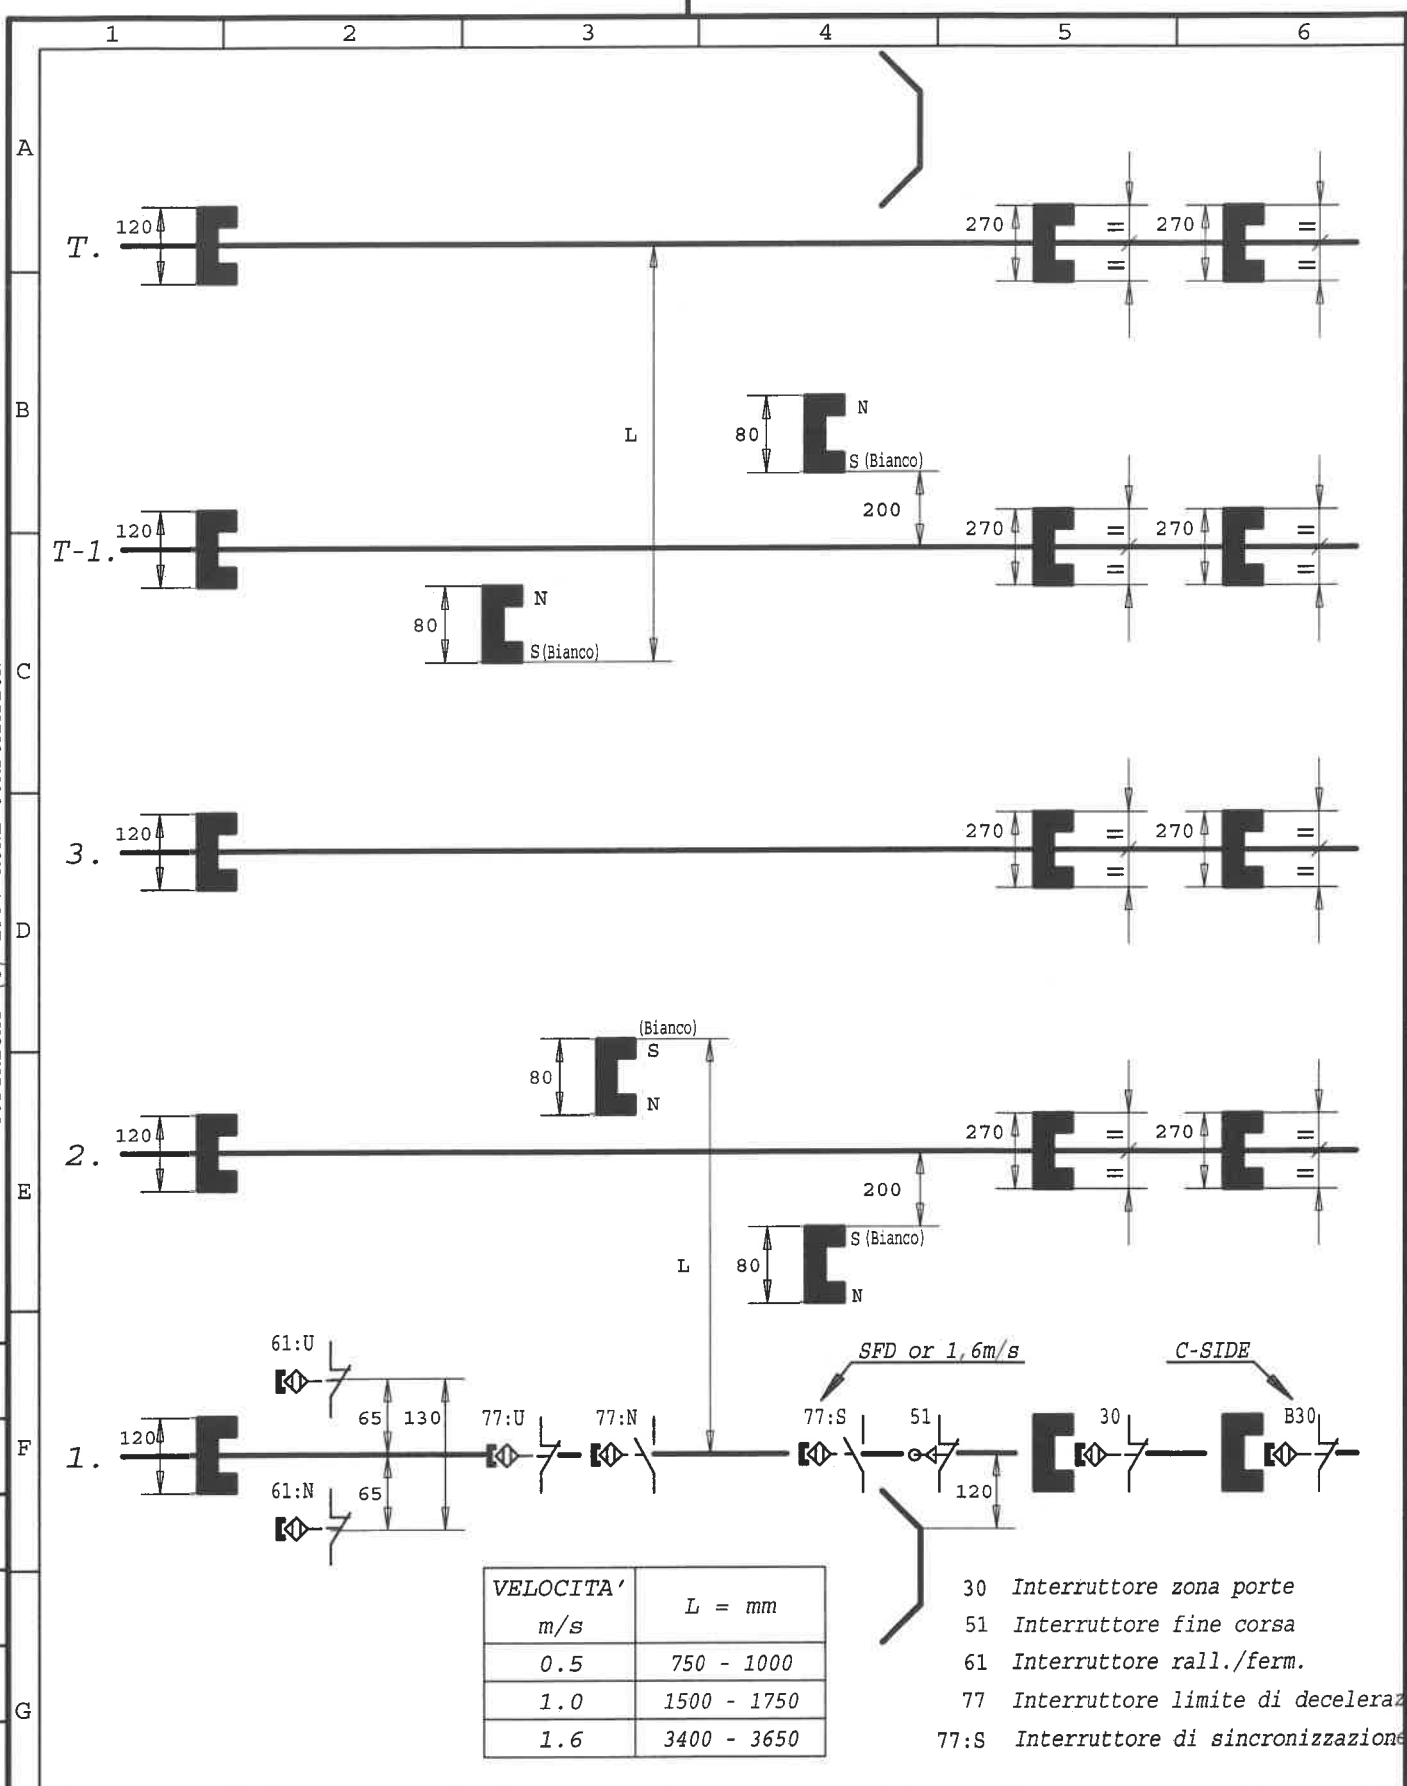 1 2 3 4 5 6
A
T. 120 270 = = 270 = =
B
L 80 N
S (Bianco)
200
T-1. 120 270 = = 270 = =
80 N
S (Bianco)
C
3. 120 270 = = 270 = =
D
(Bianco)
80 S
N
2. 120 270 = = 270 = =
E
200
L 80 S (Bianco)
N
61:U SFD or 1,6m/s C-SIDE
65 130 77:U 77:N 77:S 51 30 B30
F
1. 120
61:N 65 120
VELOCITA' m/s L = mm
0.5 750 - 1000
1.0 1500 - 1750
1.6 3400 - 3650
G
30 Interruttore zona porte
51 Interruttore fine corsa
61 Interruttore rall./ferm.
77 Interruttore limite di deceleraz
77:S Interruttore di sincronizzazione